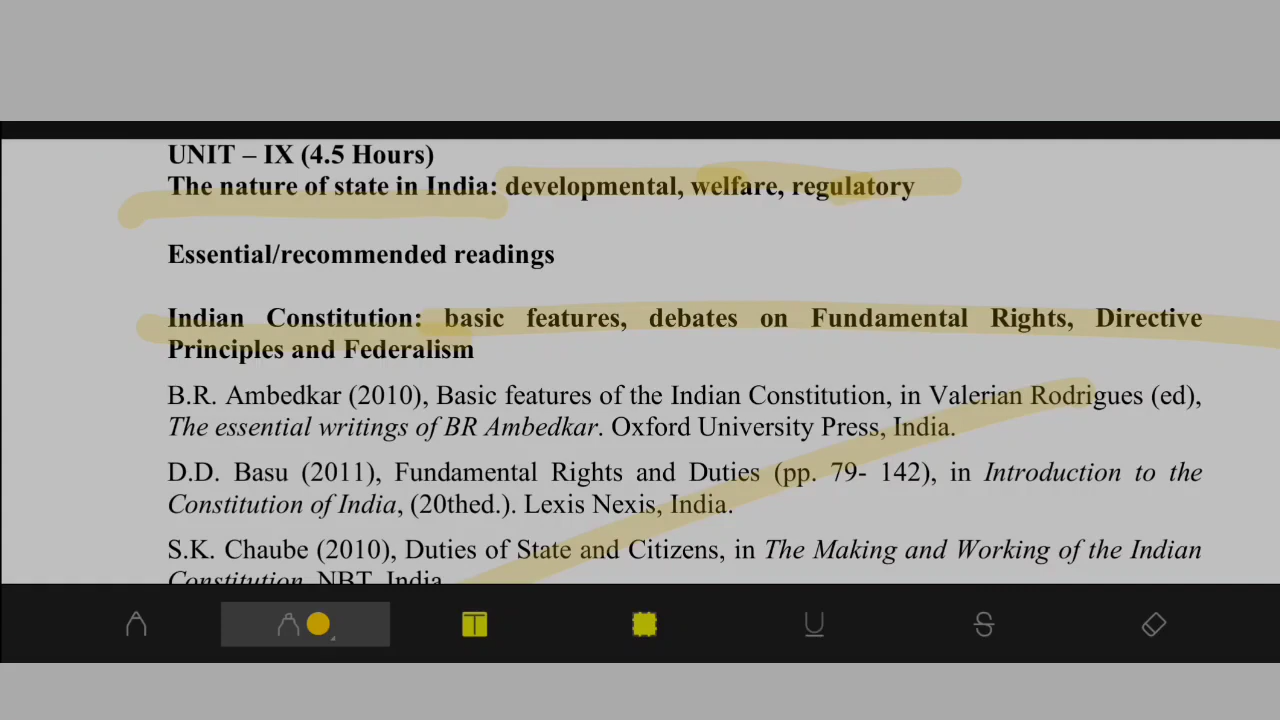 UNIT – IX (4.5 Hours)
The nature of state in India: developmental, welfare, regulatory
Essential/recommended readings
Indian Constitution: basic features, debates on Fundamental Rights, Directive
Principles and Federalism
B.R. Ambedkar (2010), Basic features of the Indian Constitution, in Valerian Rodrigues (ed),
The essential writings of BR Ambedkar. Oxford University Press, India.
D.D. Basu (2011), Fundamental Rights and Duties (pp. 79- 142), in Introduction to the
Constitution of India, (20thed.). Lexis Nexis, India.
S.K. Chaube (2010), Duties of State and Citizens, in The Making and Working of the Indian
Constitution, NBT, India.